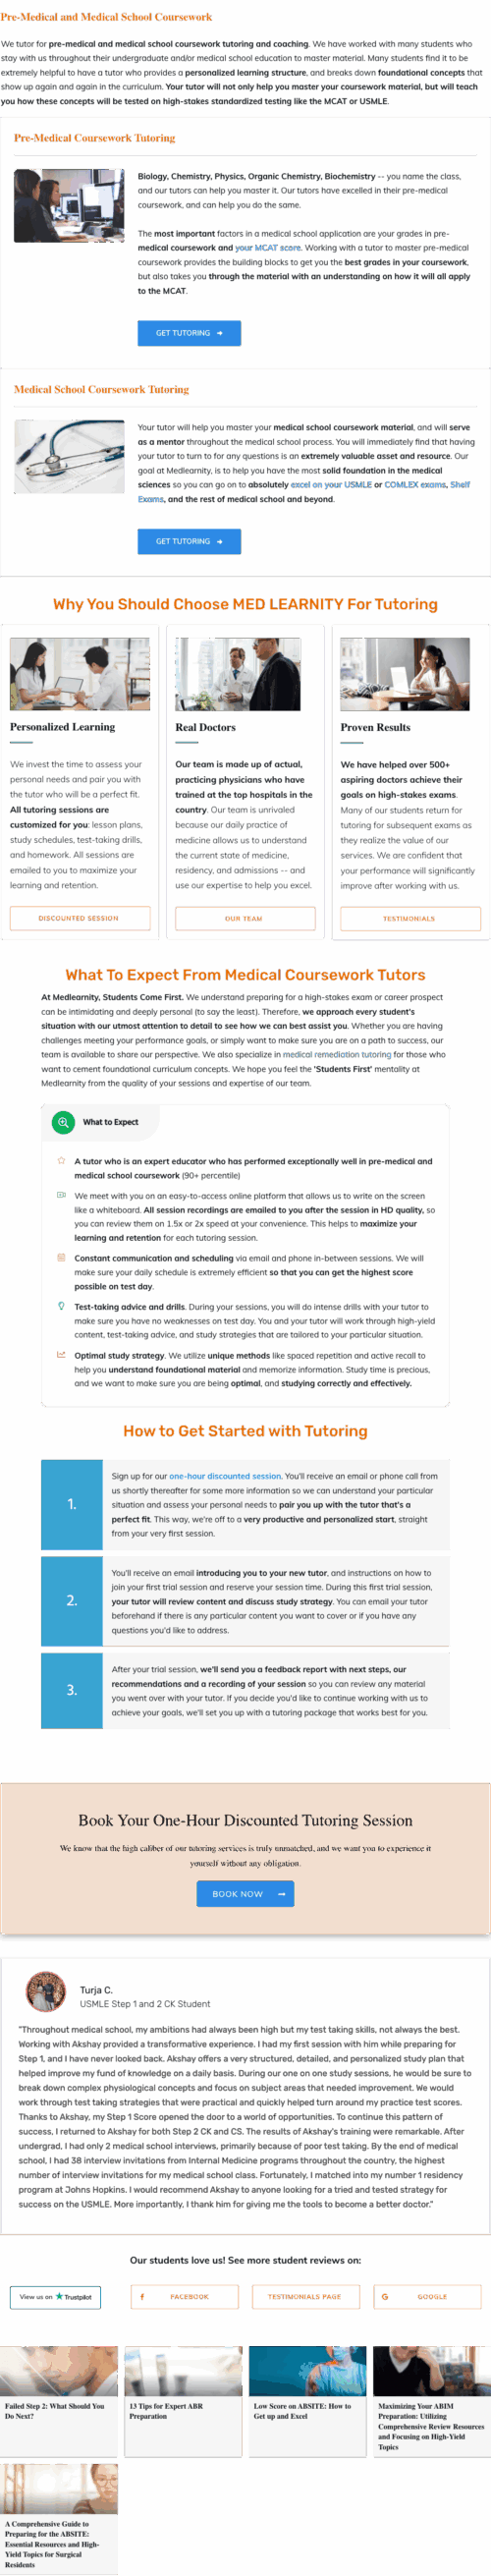 Pre-Medical and Medical School Coursework
We tutor for pre-medical and medical school coursework tutoring and coaching. We have worked with many students who
stay with us throughout their undergraduate and/or medical school education to master material. Many students find it to be
extremely helpful to have a tutor who provides a personalized learning structure, and breaks down foundational concepts that
show up again and again in the curriculum. Your tutor will not only help you master your coursework material, but will teach
you how these concepts will be tested on high-stakes standardized testing like the MCAT or USMLE.
Pre-Medical Coursework Tutoring
Biology, Chemistry, Physics, Organic Chemistry, Biochemistry -- you name the class,
and our tutors can help you master it. Our tutors have excelled in their pre-medical
coursework, and can help you do the same.
The most important factors in a medical school application are your grades in pre-
medical coursework and your MCAT score. Working with a tutor to master pre-medical
coursework provides the building blocks to get you the best grades in your coursework,
but also takes you through the material with an understanding on how it will all apply
to the MCAT.
GET TUTORING
Medical School Coursework Tutoring
Your tutor will help you master your medical school coursework material, and will serve
as a mentor throughout the medical school process. You will immediately find that having
your tutor to turn to for any questions is an extremely valuable asset and resource. Our
goal at Medlearnity, is to help you have the most solid foundation in the medical
sciences so you can go on to absolutely excel on your USMLE or COMLEX exams, Shelf
Exams, and the rest of medical school and beyond.
GET TUTORING
Why You Should Choose MED LEARNITY For Tutoring
Personalized Learning
We invest the time to assess your
personal needs and pair you with
the tutor who will be a perfect fit.
All tutoring sessions are
customized for you: lesson plans,
study schedules, test-taking drills,
and homework. All sessions are
emailed to you to maximize your
learning and retention.
DISCOUNTED SESSION
Real Doctors
Our team is made up of actual,
practicing physicians who have
trained at the top hospitals in the
country. Our team is unrivaled
because our daily practice of
medicine allows us to understand
the current state of medicine,
residency, and admissions -- and
use our expertise to help you excel.
OUR TEAM
Proven Results
We have helped over 500+
aspiring doctors achieve their
goals on high-stakes exams.
Many of our students return for
tutoring for subsequent exams as
they realize the value of our
services. We are confident that
your performance will significantly
improve after working with us.
TESTIMONIALS
What To Expect From Medical Coursework Tutors
At Medlearnity, Students Come First. We understand preparing for a high-stakes exam or career prospect
can be intimidating and deeply personal (to say the least). Therefore, we approach every student's
situation with our utmost attention to detail to see how we can best assist you. Whether you are having
challenges meeting your performance goals, or simply want to make sure you are on a path to success, our
team is available to share our perspective. We also specialize in medical remediation tutoring for those who
want to cement foundational curriculum concepts. We hope you feel the 'Students First' mentality at
Medlearnity from the quality of your sessions and expertise of our team.
What to Expect
A tutor who is an expert educator who has performed exceptionally well in pre-medical and
medical school coursework (90+ percentile)
We meet with you on an easy-to-access online platform that allows us to write on the screen
like a whiteboard. All session recordings are emailed to you after the session in HD quality, so
you can review them on 1.5x or 2x speed at your convenience. This helps to maximize your
learning and retention for each tutoring session.
Constant communication and scheduling via email and phone in-between sessions. We will
make sure your daily schedule is extremely efficient so that you can get the highest score
possible on test day.
Test-taking advice and drills. During your sessions, you will do intense drills with your tutor to
make sure you have no weaknesses on test day. You and your tutor will work through high-yield
content, test-taking advice, and study strategies that are tailored to your particular situation.
Optimal study strategy. We utilize unique methods like spaced repetition and active recall to
help you understand foundational material and memorize information. Study time is precious,
and we want to make sure you are being optimal, and studying correctly and effectively.
How to Get Started with Tutoring
1.
Sign up for our one-hour discounted session. You'll receive an email or phone call from
us shortly thereafter for some more information so we can understand your particular
situation and assess your personal needs to pair you up with the tutor that's a
perfect fit. This way, we're off to a very productive and personalized start, straight
from your very first session.
2.
You'll receive an email introducing you to your new tutor, and instructions on how to
join your first trial session and reserve your session time. During this first trial session,
your tutor will review content and discuss study strategy. You can email your tutor
beforehand if there is any particular content you want to cover or if you have any
questions you'd like to address.
3.
After your trial session, we'll send you a feedback report with next steps, our
recommendations and a recording of your session so you can review any material
you went over with your tutor. If you decide you'd like to continue working with us to
achieve your goals, we'll set you up with a tutoring package that works best for you.
Book Your One-Hour Discounted Tutoring Session
We know that the high caliber of our tutoring services is truly unmatched, and we want you to experience it
yourself without any obligation.
BOOK NOW
Turja C.
USMLE Step 1 and 2 CK Student
"Throughout medical school, my ambitions had always been high but my test taking skills, not always the best.
Working with Akshay provided a transformative experience. I had my first session with him while preparing for
Step 1, and I have never looked back. Akshay offers a very structured, detailed, and personalized study plan that
helped improve my fund of knowledge on a daily basis. During our one on one study sessions, he would be sure to
break down complex physiological concepts and focus on subject areas that needed improvement. We would
work through test taking strategies that were practical and quickly helped turn around my practice test scores.
Thanks to Akshay, my Step 1 Score opened the door to a world of opportunities. To continue this pattern of
success, I returned to Akshay for both Step 2 CK and CS. The results of Akshay's training were remarkable. After
undergrad, I had only 2 medical school interviews, primarily because of poor test taking. By the end of medical
school, I had 38 interview invitations from Internal Medicine programs throughout the country, the highest
number of interview invitations for my medical school class. Fortunately, I matched into my number 1 residency
program at Johns Hopkins. I would recommend Akshay to anyone looking for a tried and tested strategy for
success on the USMLE. More importantly, I thank him for giving me the tools to become a better doctor."
Our students love us! See more student reviews on:
View us on Trustpilot
FACEBOOK
TESTIMONIALS PAGE
GOOGLE
Failed Step 2: What Should You
Do Next?
13 Tips for Expert ABR
Preparation
Low Score on ABSITE: How to
Get up and Excel
Maximizing Your ABIM
Preparation: Utilizing
Comprehensive Review Resources
and Focusing on High-Yield
Topics
A Comprehensive Guide to
Preparing for the ABSITE:
Essential Resources and High-
Yield Topics for Surgical
Residents